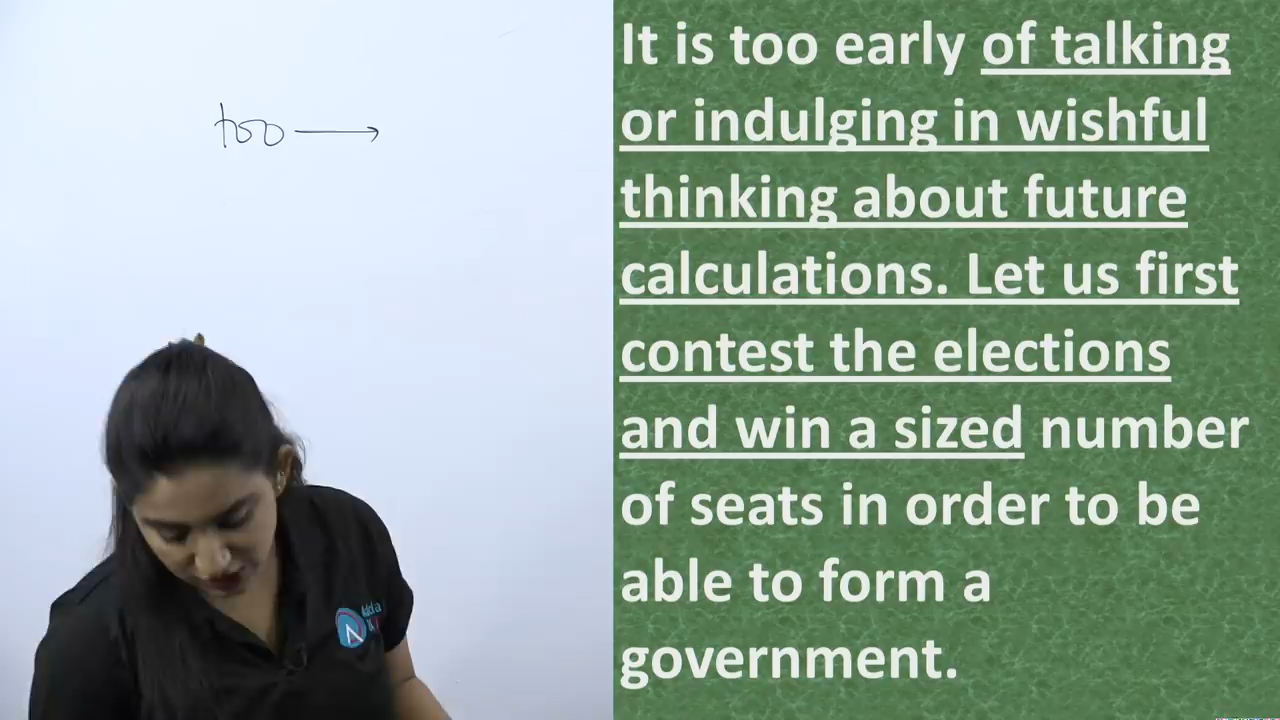 too →
It is too early of talking
or indulging in wishful
thinking about future
calculations. Let us first
contest the elections
and win a sized number
of seats in order to be
able to form a
government.